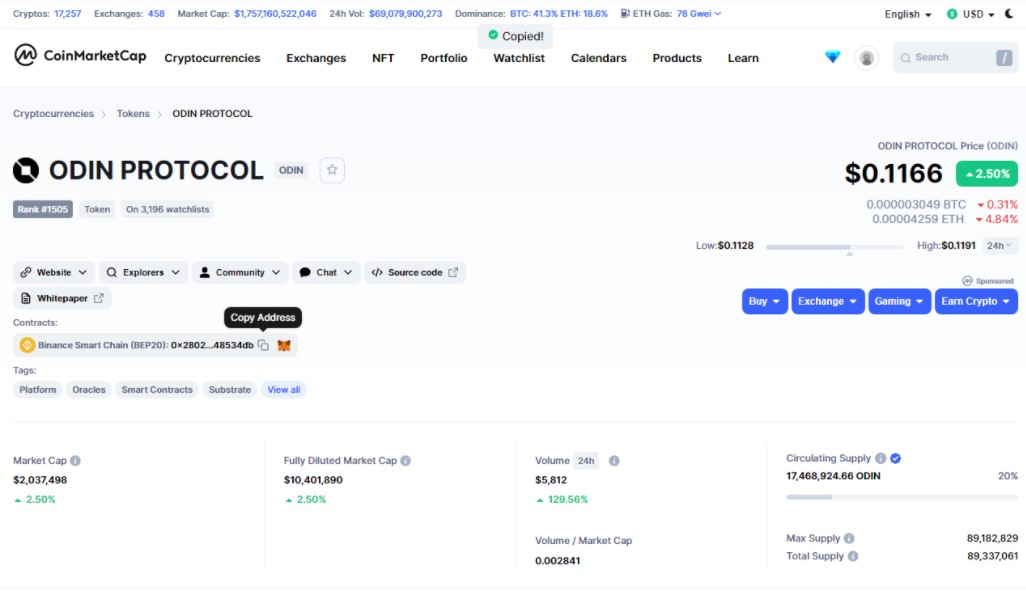 Cryptos: 17,257 Exchanges: 458 Market Cap: $1,757,160,522,046 24h Vol: $69,079,900,273 Dominance: BTC: 41.3% ETH: 18.6% ETH Gas: 78 Gwei English USD
Copied!
CoinMarketCap Cryptocurrencies Exchanges NFT Portfolio Watchlist Calendars Products Learn Search /
Cryptocurrencies > Tokens > ODIN PROTOCOL
ODIN PROTOCOL Price (ODIN)
ODIN PROTOCOL ODIN $0.1166 2.50%
0.000003049 BTC 0.31%
Rank #1505 Token On 3,196 watchlists
0.00004259 ETH 4.84%
Low:$0.1128 High:$0.1191 24h
Website Explorers Community Chat Source code
Sponsored
Whitepaper Buy Exchange Gaming Earn Crypto
Copy Address
Contracts:
Binance Smart Chain (BEP20): 0x2802...48534db
Tags:
Platform Oracles Smart Contracts Substrate View all
Market Cap Fully Diluted Market Cap Volume 24h Circulating Supply
$2,037,498 $10,401,890 $5,812 17,468,924.66 ODIN 20%
2.50% 2.50% 129.56%
Volume / Market Cap Max Supply 89,182,829
0.002841 Total Supply 89,337,061